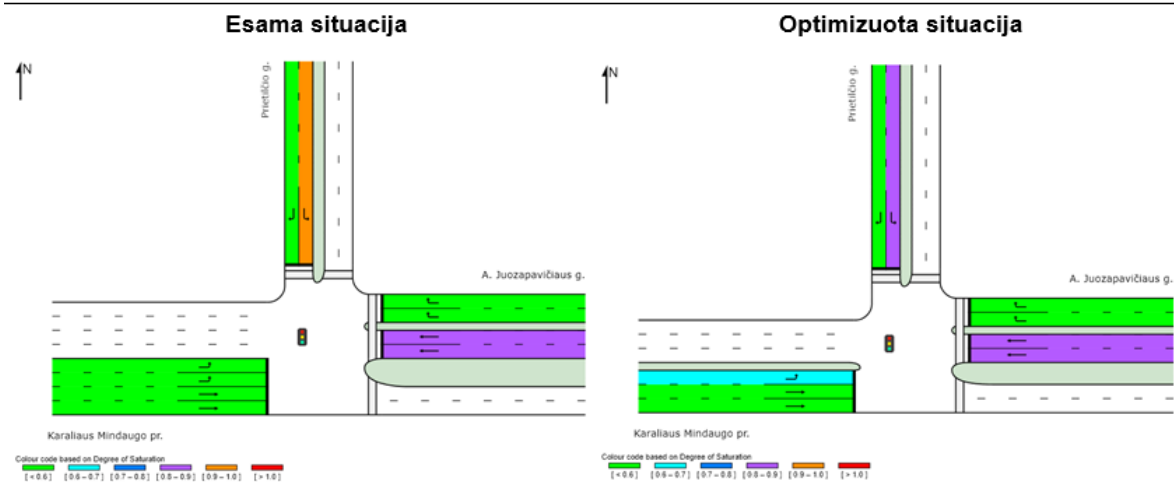 Esama situacija
Optimizuota situacija
N
Prietilčio g.
A. Juozapavičiaus g.
Karaliaus Mindaugo pr.
Colour code based on Degree of Saturation
[ < 0.6 ] [ 0.6 – 0.7 ] [ 0.7 – 0.8 ] [ 0.8 – 0.9 ] [ 0.9 – 1.0 ] [ > 1.0 ]
N
Prietilčio g.
A. Juozapavičiaus g.
Karaliaus Mindaugo pr.
Colour code based on Degree of Saturation
[ < 0.6 ] [ 0.6 – 0.7 ] [ 0.7 – 0.8 ] [ 0.8 – 0.9 ] [ 0.9 – 1.0 ] [ > 1.0 ]